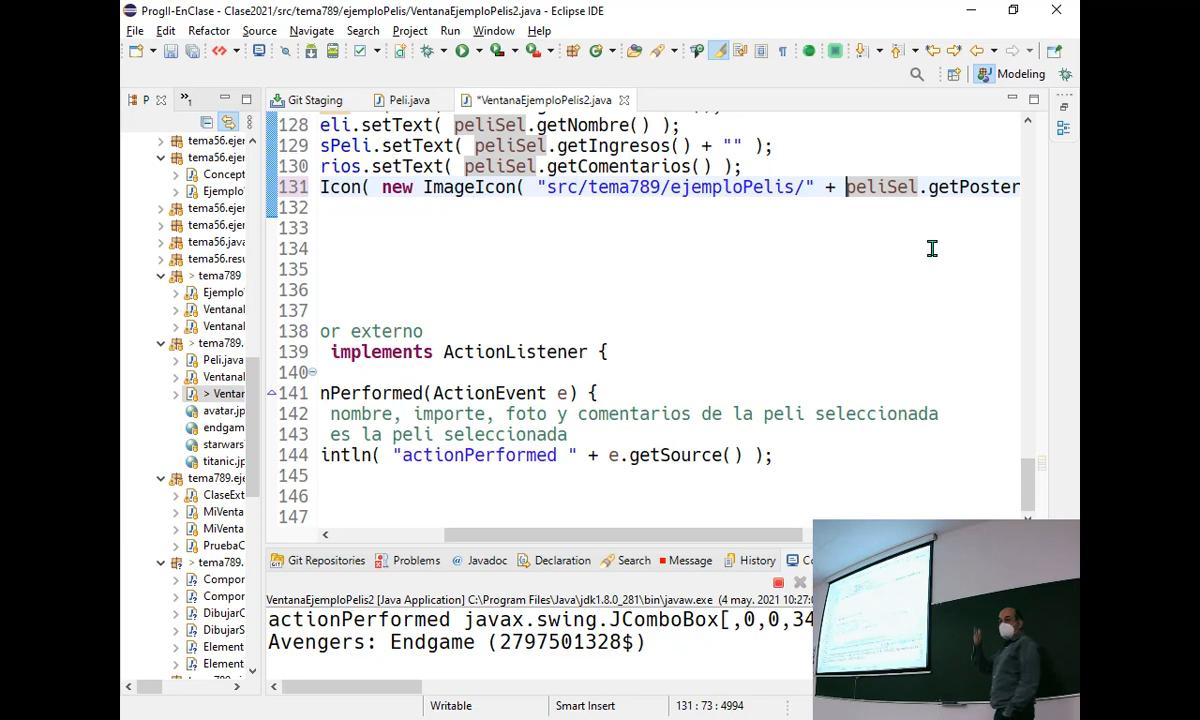 ProgII-EnClase - Clase2021/src/tema789/ejemploPelis/VentanaEjemploPelis2.java - Eclipse IDE
File Edit Refactor Source Navigate Search Project Run Window Help
Modeling
P
Git Staging
Peli.java
*VentanaEjemploPelis2.java
tema56.ejer
tema56.ejer
Concept
Ejemplo
tema56.ejer
tema56.ejer
tema56.java
tema56.resu
> tema789
Ejemplo
Ventanal
Ventanal
> tema789.
Peli.java
Ventanal
> Ventar
avatar.jp
endgam
starwars
titanic.jp
tema789.eje
ClaseExt
MiVenta
MiVenta
PruebaC
> tema789.
Compor
Compor
DibujarC
DibujarS
Element
Element
128 eli.setText( peliSel.getNombre() );
129 sPeli.setText( peliSel.getIngresos() + "" );
130 rios.setText( peliSel.getComentarios() );
131 Icon( new ImageIcon( "src/tema789/ejemploPelis/" + peliSel.getPoster
132
133
134
135
136
137
138 or externo
139 implements ActionListener {
140
141 nPerformed(ActionEvent e) {
142 nombre, importe, foto y comentarios de la peli seleccionada
143 es la peli seleccionada
144 intln( "actionPerformed " + e.getSource() );
145
146
147
Git Repositories Problems Javadoc Declaration Search Message History Co
VentanaEjemploPelis2 [Java Application] C:\Program Files\Java\jdk1.8.0_281\bin\javaw.exe (4 may. 2021 10:27:0
actionPerformed javax.swing.JComboBox[,0,0,34
Avengers: Endgame (2797501328$)
Writable
Smart Insert
131 : 73 : 4994